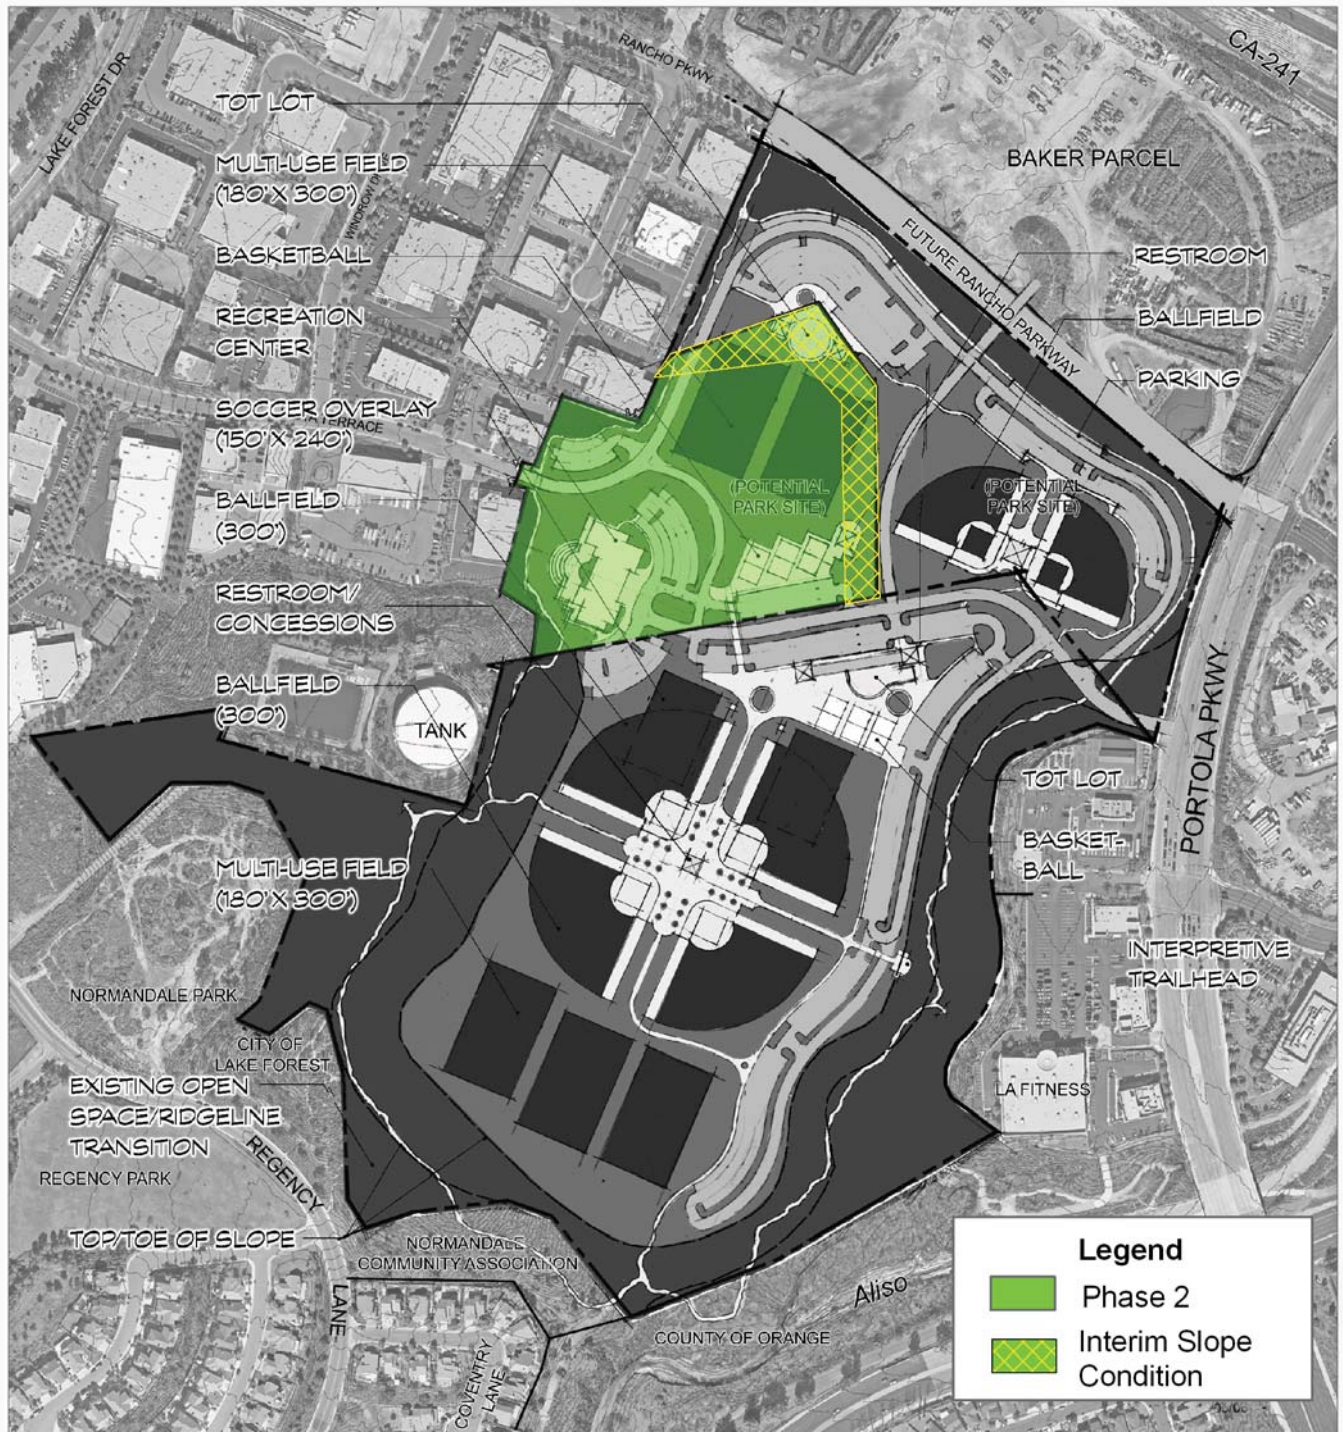 LAKE FOREST DR
RANCHO PKWY
CA-241
TOT LOT
MULTI-USE FIELD
(180' X 300')
BASKETBALL
RECREATION
CENTER
SOCCER OVERLAY
(150' X 240')
TERRACE
BALLFIELD
(300')
RESTROOM/
CONCESSIONS
BALLFIELD
(300')
TANK
BAKER PARCEL
FUTURE RANCHO PARKWAY
RESTROOM
BALLFIELD
PARKING
(POTENTIAL
PARK SITE)
(POTENTIAL
PARK SITE)
PORTOLA PKWY
TOT LOT
BASKET-
BALL
MULTI-USE FIELD
(180' X 300')
INTERPRETIVE
TRAILHEAD
NORMANDALE PARK
CITY OF
LAKE FOREST
LA FITNESS
EXISTING OPEN
SPACE/RIDGELINE
TRANSITION
REGENCY PARK
REGENCY
LANE
TOP/TOE OF SLOPE
NORMANDALE
COMMUNITY ASSOCIATION
Aliso
COUNTY OF ORANGE
COVENTRY
LANE
Legend
Phase 2
Interim Slope
Condition